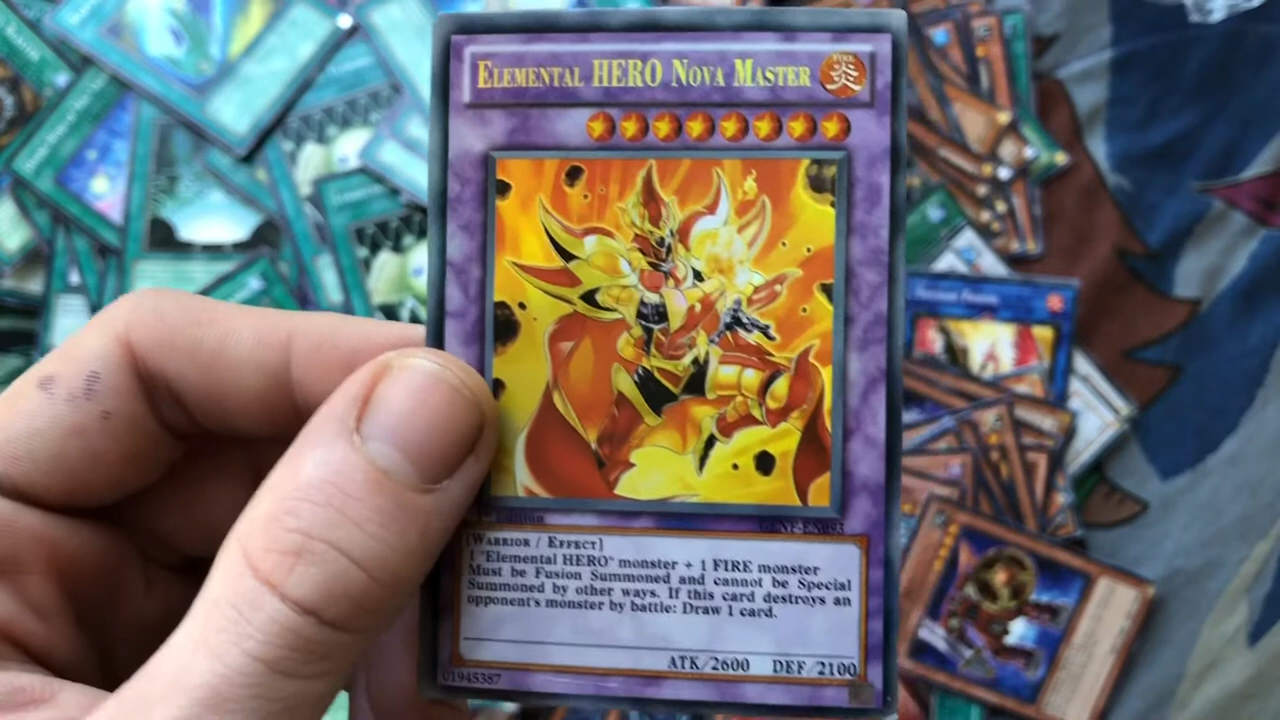 ELEMENTAL HERO NOVA MASTER
FIRE
炎
Edition
[WARRIOR / EFFECT]
1 "Elemental HERO" monster + 1 FIRE monster
Must be Fusion Summoned and cannot be Special
Summoned by other ways. If this card destroys an
opponent's monster by battle: Draw 1 card.
ATK/2600 DEF/2100
01945387